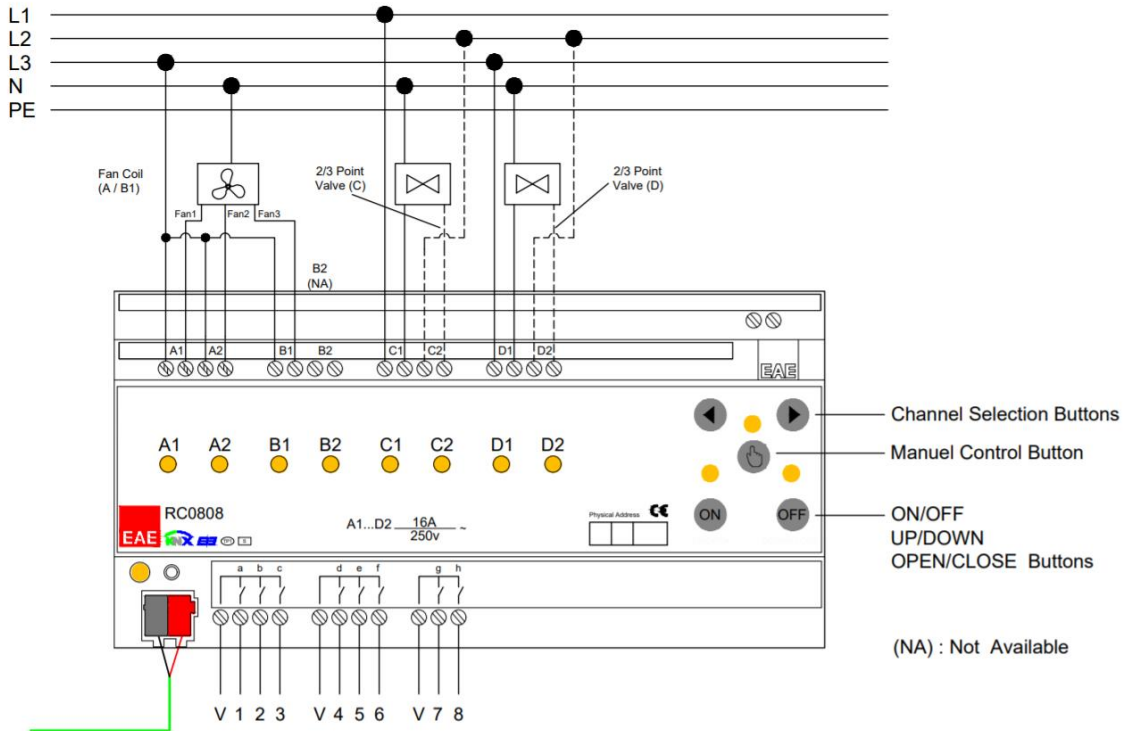 L1
L2
L3
N
PE
Fan Coil
(A / B1)
Fan1
Fan2
Fan3
2/3 Point
Valve (C)
2/3 Point
Valve (D)
B2
(NA)
A1 A2 B1 B2 C1 C2 D1 D2
EAE
A1 A2 B1 B2 C1 C2 D1 D2
Channel Selection Buttons
Manuel Control Button
RC0808
EAE KNX
A1...D2 16A ~
250v
Physical Address CE
ON OFF
ON/OFF
UP/DOWN
OPEN/CLOSE Buttons
a b c d e f g h
(NA) : Not Available
V 1 2 3 V 4 5 6 V 7 8